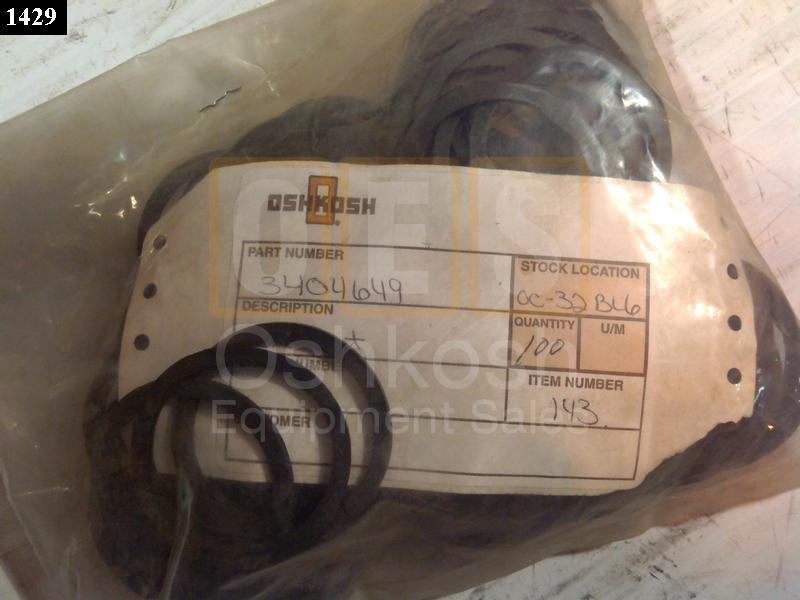 1429
OSHKOSH
PART NUMBER
3404649
STOCK LOCATION
OC-32 BL6
DESCRIPTION
QUANTITY
U/M
100
ITEM NUMBER
143
OES
Oshkosh
Equipment Sales